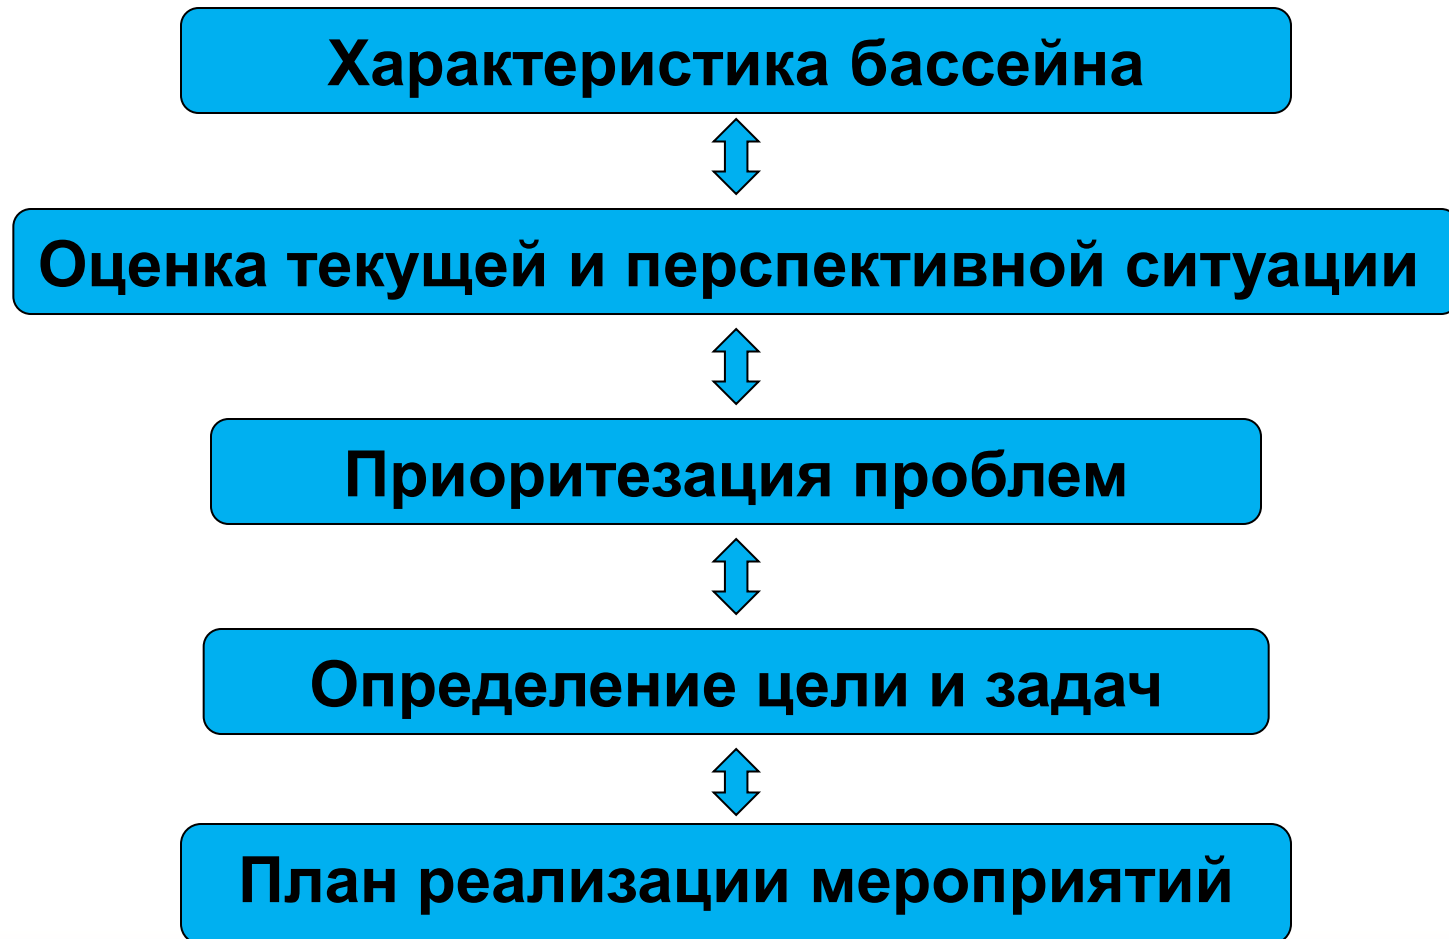 Характеристика бассейна
Оценка текущей и перспективной ситуации
Приоритезация проблем
Определение цели и задач
План реализации мероприятий